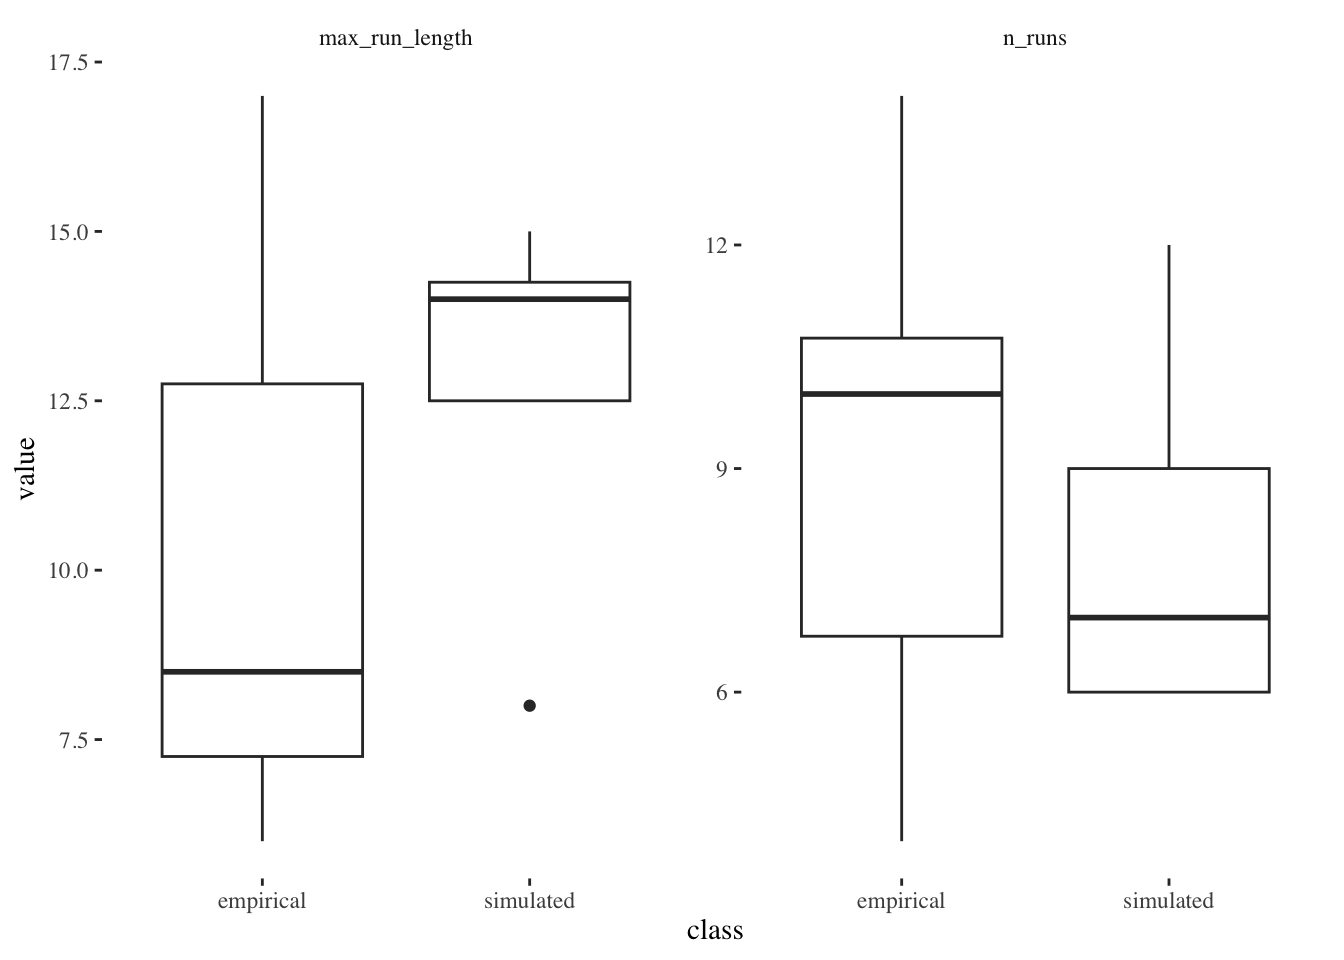 max_run_length
17.5
15.0
12.5
10.0
7.5
value
empirical
simulated
n_runs
12
9
6
empirical
simulated
class